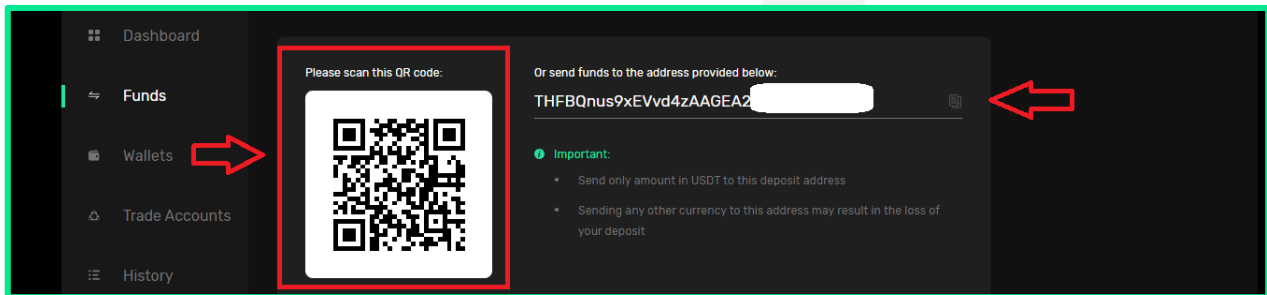 Dashboard
Funds
Wallets
Trade Accounts
History
Please scan this QR code:
Or send funds to the address provided below:
THFBQnus9xEVvd4zAAGEA2
Important:
Send only amount in USDT to this deposit address
Sending any other currency to this address may result in the loss of
your deposit